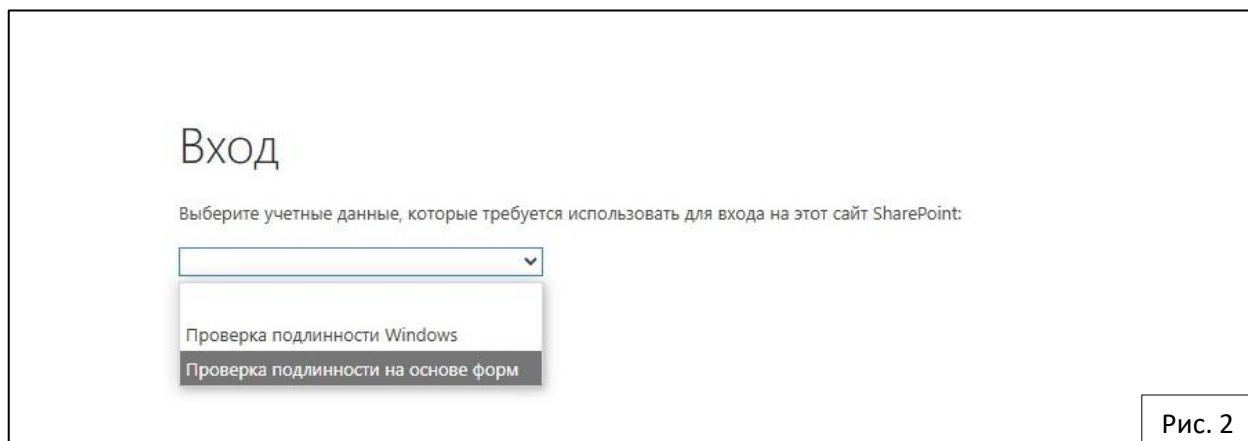 Вход
Выберите учетные данные, которые требуется использовать для входа на этот сайт SharePoint:
Проверка подлинности Windows
Проверка подлинности на основе форм
Рис. 2